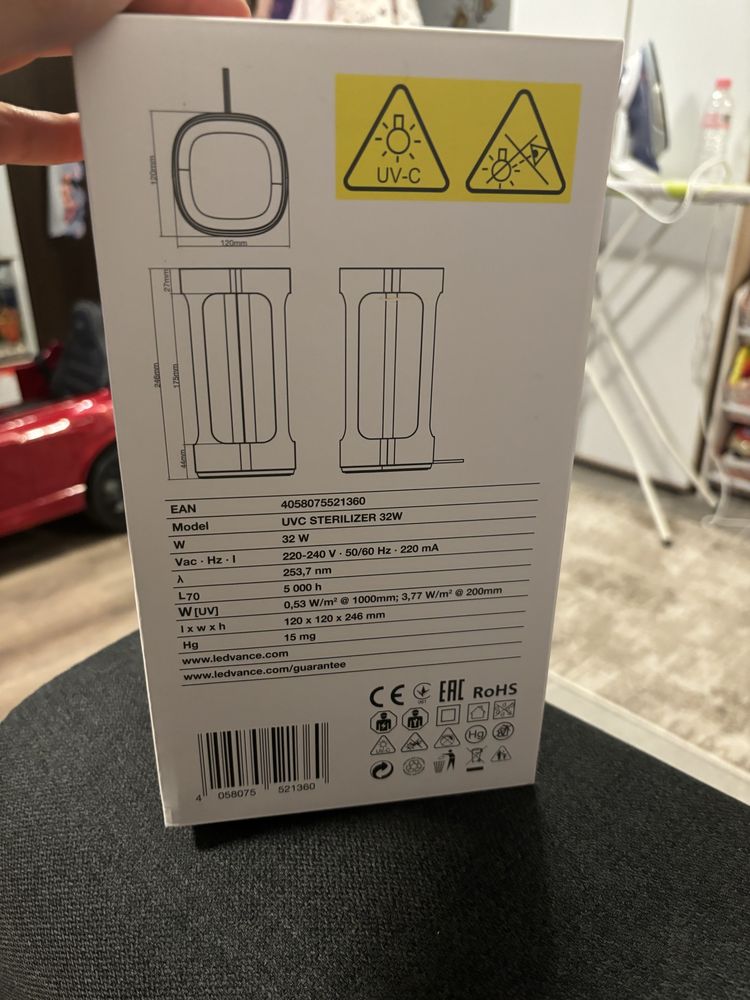 UV-C
120mm
120mm
27mm
246mm
175mm
44mm
EAN 4058075521360
Model UVC STERILIZER 32W
W 32 W
Vac · Hz · I 220-240 V · 50/60 Hz · 220 mA
λ 253,7 nm
L70 5 000 h
W [UV] 0,53 W/m² @ 1000mm; 3,77 W/m² @ 200mm
l x w x h 120 x 120 x 246 mm
Hg 15 mg
www.ledvance.com
www.ledvance.com/guarantee
CE EAC RoHS
UV-C Hg
4 058075 521360